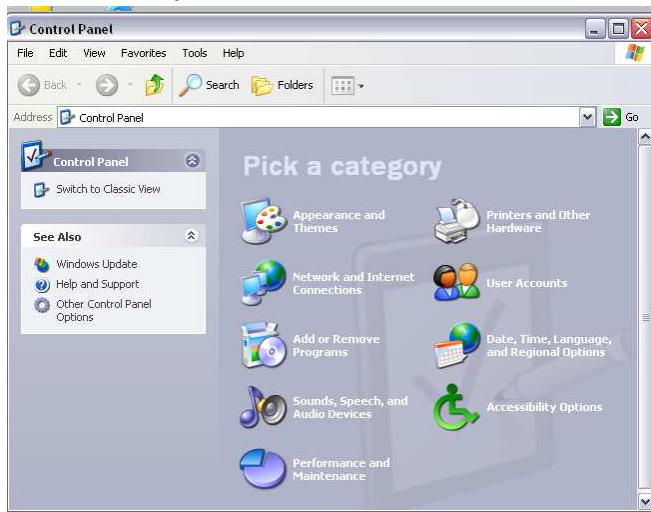 Control Panel
File Edit View Favorites Tools Help
Back Search Folders
Address Control Panel Go
Control Panel
Switch to Classic View
See Also
Windows Update
Help and Support
Other Control Panel
Options
Pick a category
Appearance and
Themes
Printers and Other
Hardware
Network and Internet
Connections
User Accounts
Add or Remove
Programs
Date, Time, Language,
and Regional Options
Sounds, Speech, and
Audio Devices
Accessibility Options
Performance and
Maintenance